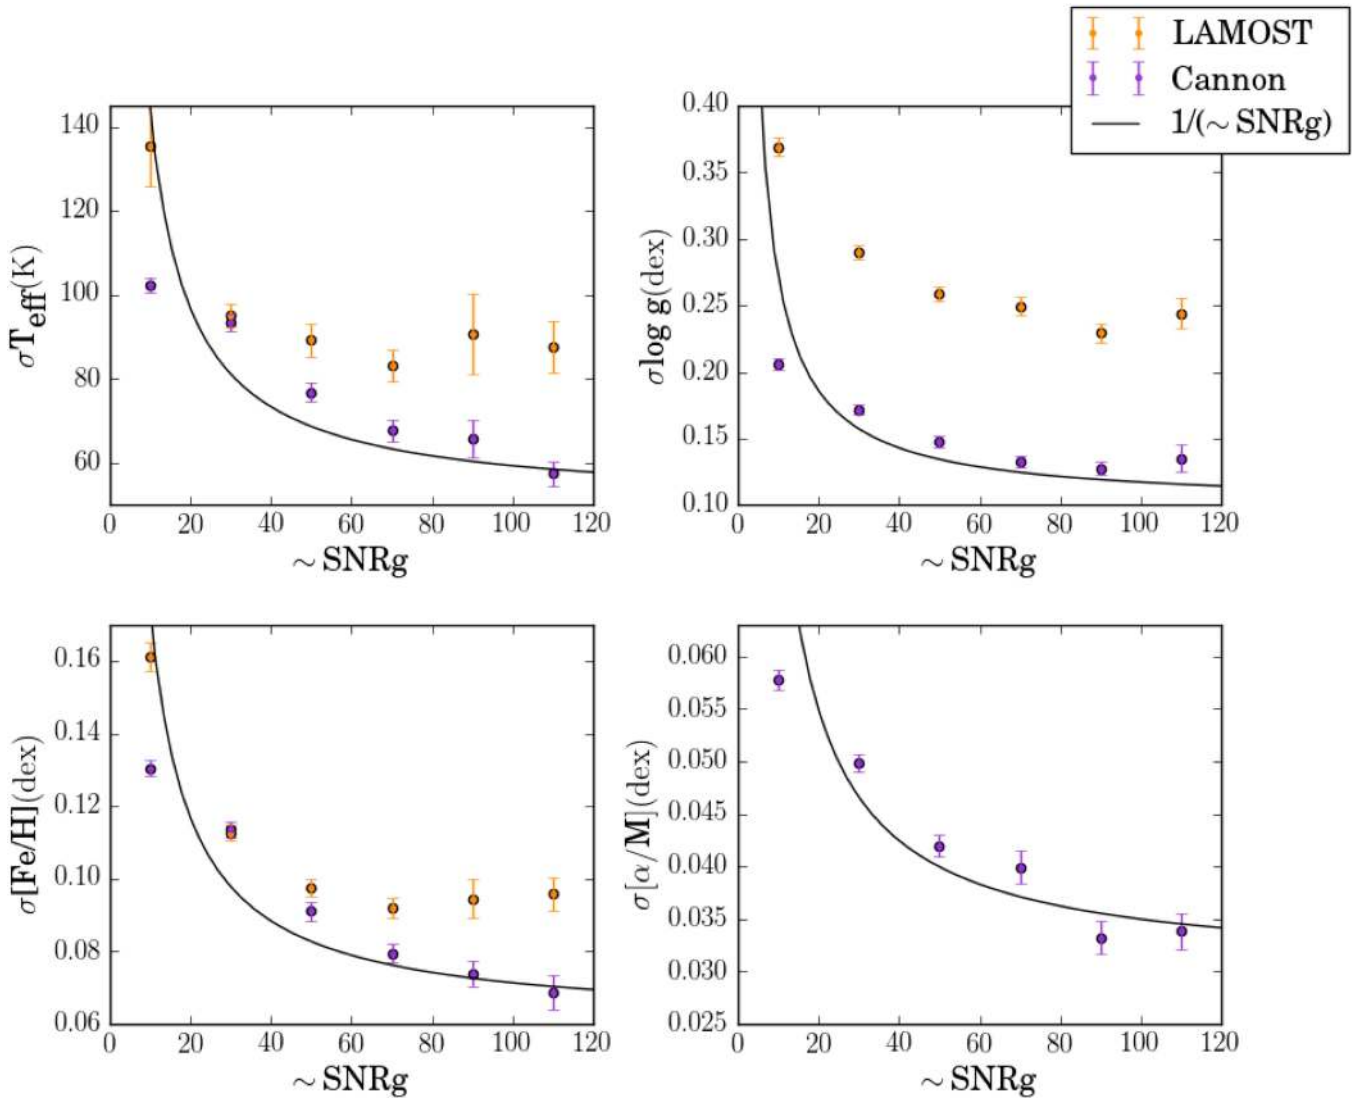 LAMOST
Cannon
1/(∼ SNRg)
140
120
100
80
60
σT_eff(K)
0 20 40 60 80 100 120
∼ SNRg
0.40
0.35
0.30
0.25
0.20
0.15
0.10
σlog g(dex)
0 20 40 60 80 100 120
∼ SNRg
0.16
0.14
0.12
0.10
0.08
0.06
σ[Fe/H](dex)
0 20 40 60 80 100 120
∼ SNRg
0.060
0.055
0.050
0.045
0.040
0.035
0.030
0.025
σ[α/M](dex)
0 20 40 60 80 100 120
∼ SNRg